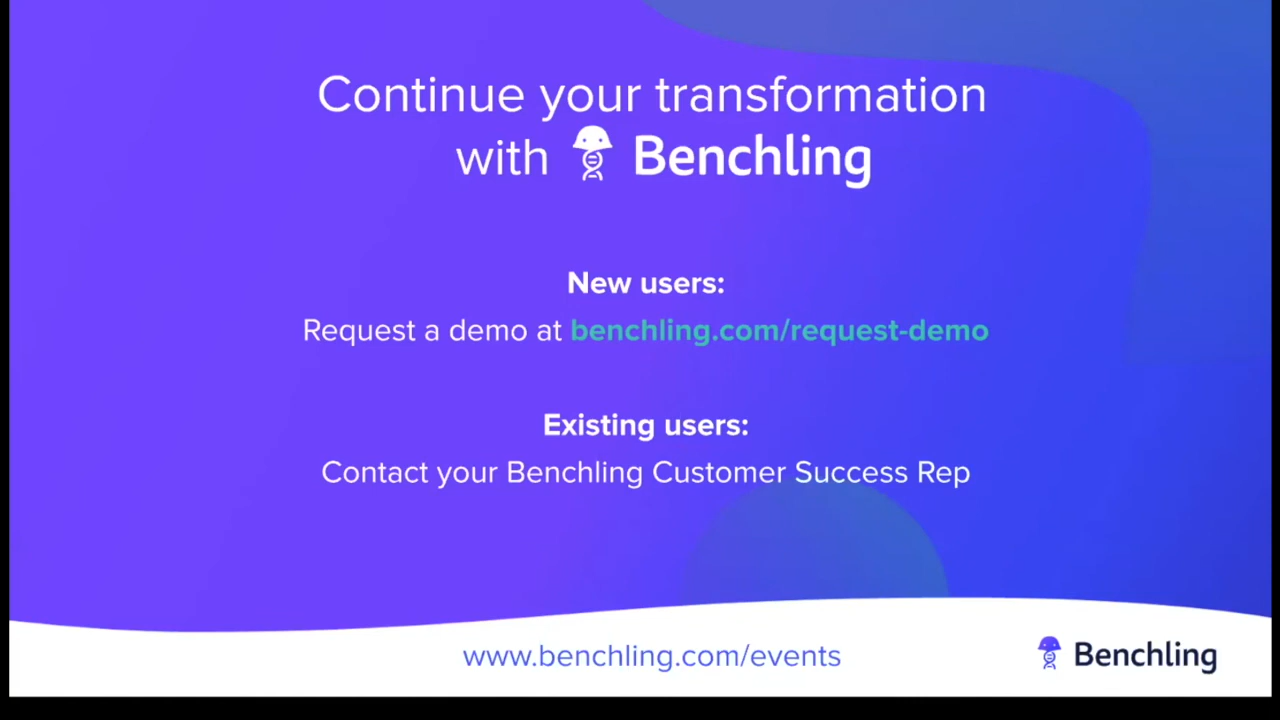 Continue your transformation
with Benchling
New users:
Request a demo at benchling.com/request-demo
Existing users:
Contact your Benchling Customer Success Rep
www.benchling.com/events
Benchling